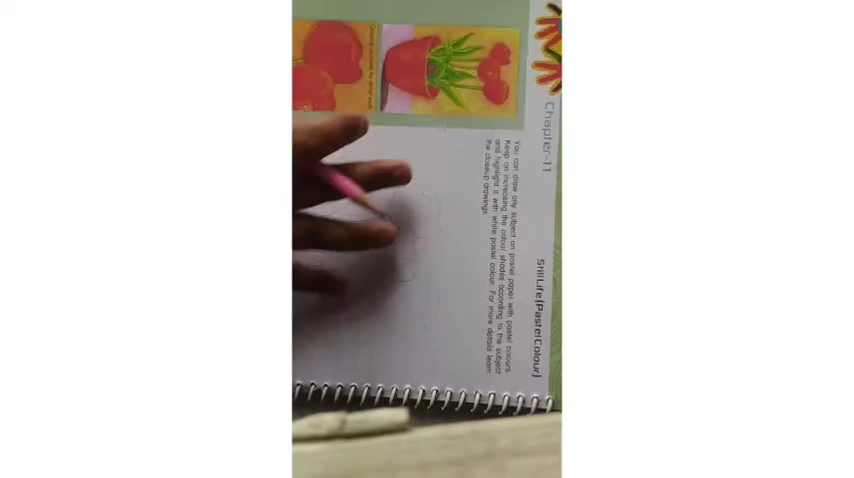 Chapter-11
Still Life (Pastel Colour)
You can draw any subject on pastel paper with pastel colours.
Keep on increasing the colour shades according to the subject
and highlight it with white pastel colour. For more details learn
the closeup drawings.